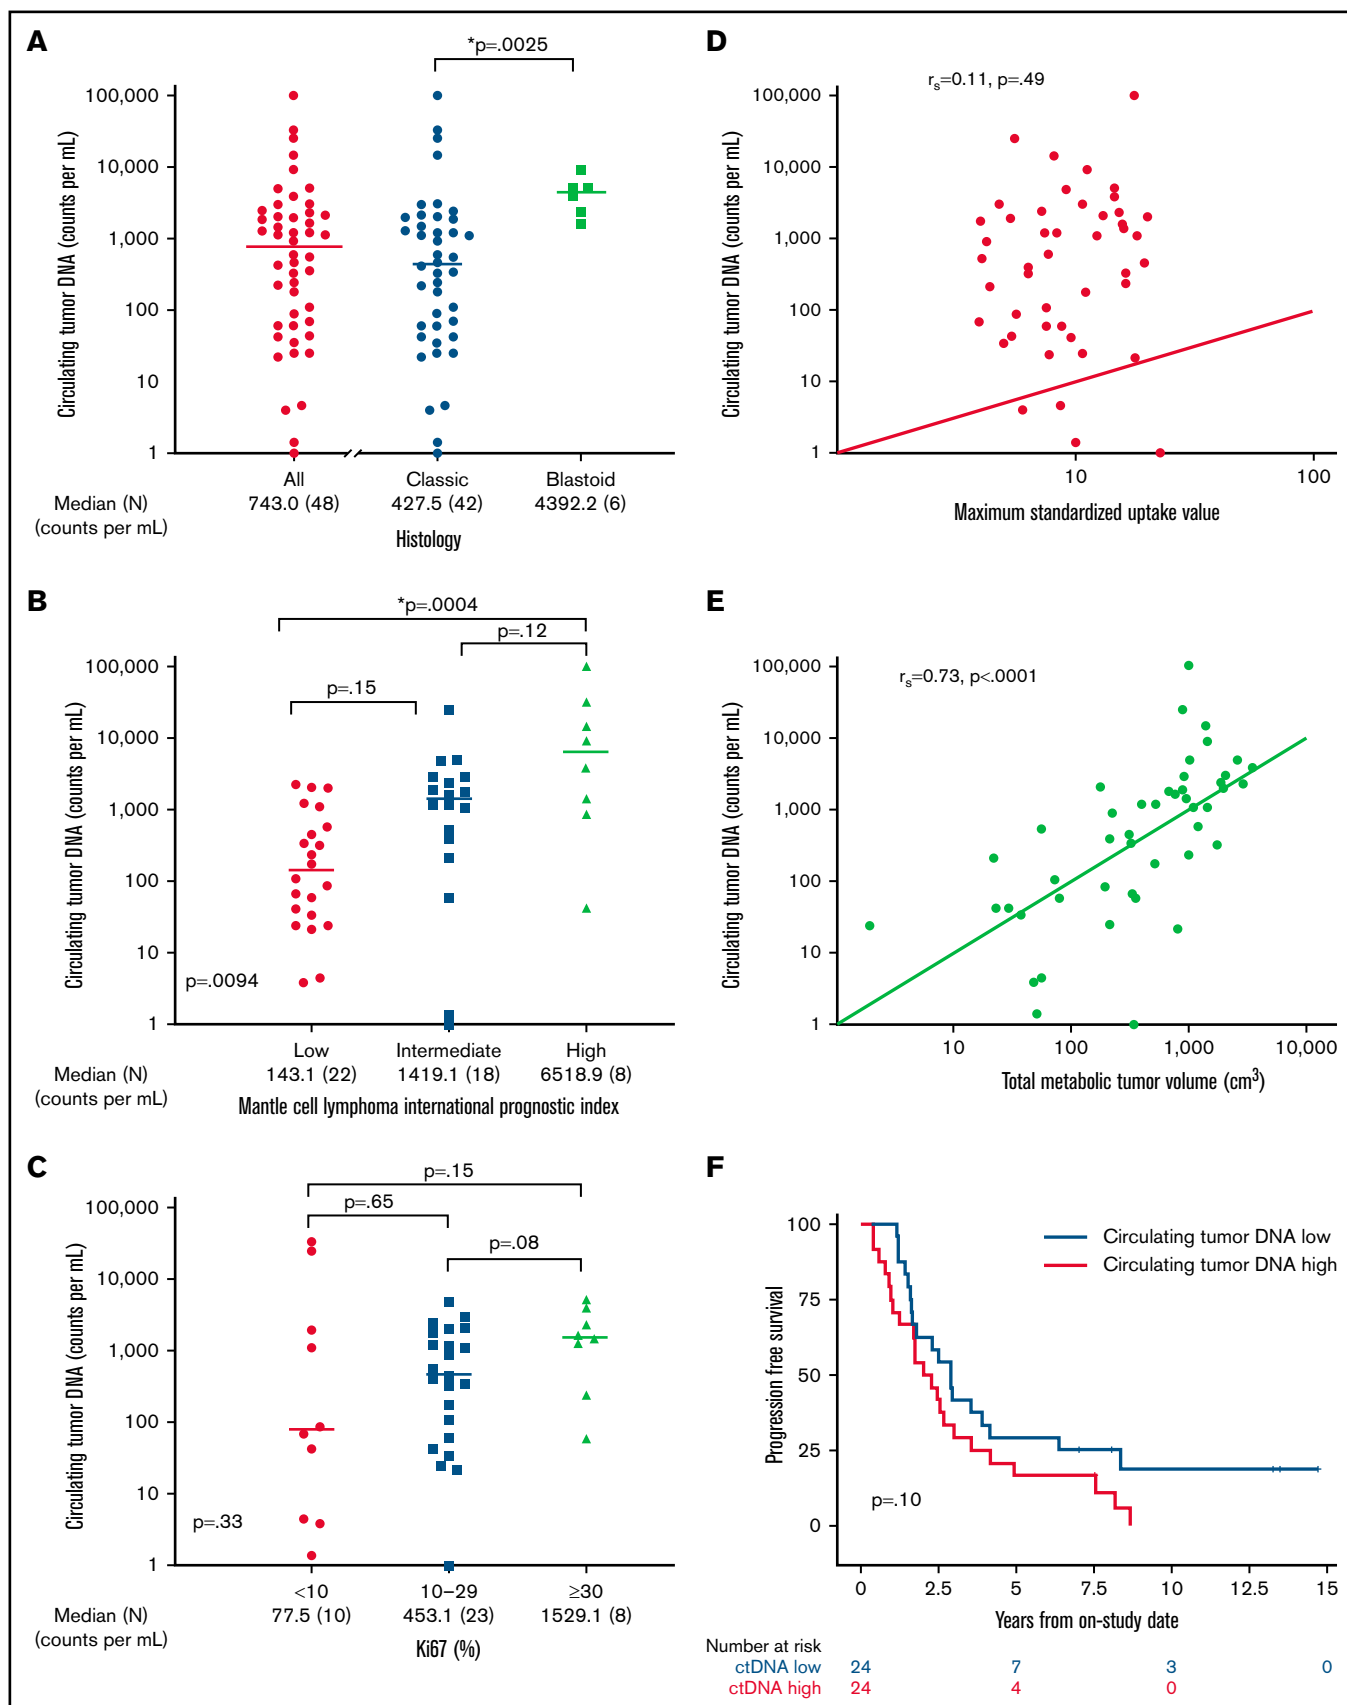 A
*p=.0025
Circulating tumor DNA (counts per mL)
100,000
10,000
1,000
100
10
1
All
Classic
Blastoid
Median (N)
743.0 (48)
427.5 (42)
4392.2 (6)
(counts per mL)
Histology
B
*p=.0004
p=.12
p=.15
Circulating tumor DNA (counts per mL)
100,000
10,000
1,000
100
10
1
p=.0094
Low
Intermediate
High
Median (N)
143.1 (22)
1419.1 (18)
6518.9 (8)
(counts per mL)
Mantle cell lymphoma international prognostic index
C
p=.15
p=.65
p=.08
Circulating tumor DNA (counts per mL)
100,000
10,000
1,000
100
10
1
p=.33
<10
10–29
≥30
Median (N)
77.5 (10)
453.1 (23)
1529.1 (8)
(counts per mL)
Ki67 (%)
D
rₛ=0.11, p=.49
Circulating tumor DNA (counts per mL)
100,000
10,000
1,000
100
10
1
10
100
Maximum standardized uptake value
E
rₛ=0.73, p<.0001
Circulating tumor DNA (counts per mL)
100,000
10,000
1,000
100
10
1
10
100
1,000
10,000
Total metabolic tumor volume (cm³)
F
Circulating tumor DNA low
Circulating tumor DNA high
Progression free survival
100
75
50
25
0
p=.10
0
2.5
5
7.5
10
12.5
15
Years from on-study date
Number at risk
ctDNA low 24 7 3 0
ctDNA high 24 4 0